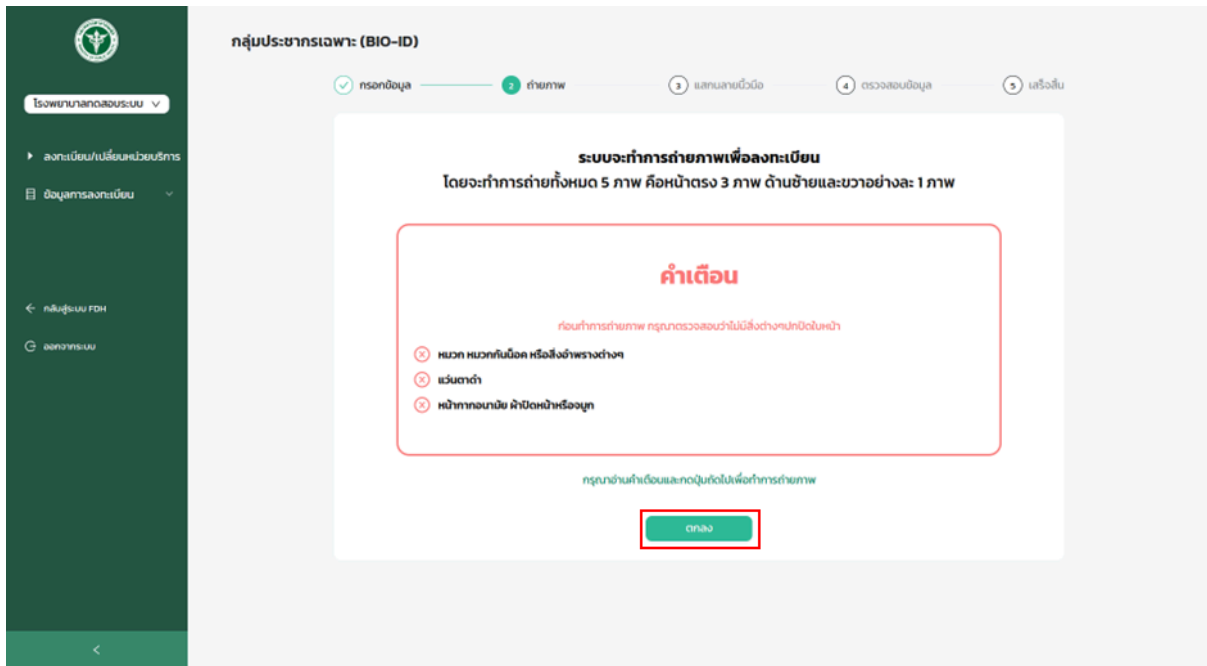 กลุ่มประชากรเฉพาะ (BIO-ID)
กรอกข้อมูล
2 ถ่ายภาพ
3 แสกนลายนิ้วมือ
4 ตรวจสอบข้อมูล
5 เสร็จสิ้น
โรงพยาบาลทดสอบระบบ
ลงทะเบียน/เปลี่ยนหน่วยบริการ
ข้อมูลการลงทะเบียน
กลับสู่ระบบ FDH
ออกจากระบบ
ระบบจะทำการถ่ายภาพเพื่อลงทะเบียน
โดยจะทำการถ่ายทั้งหมด 5 ภาพ คือหน้าตรง 3 ภาพ ด้านซ้ายและขวาอย่างละ 1 ภาพ
คำเตือน
ก่อนทำการถ่ายภาพ กรุณาตรวจสอบว่าไม่มีสิ่งต่างๆปกปิดใบหน้า
หมวก หมวกกันน็อค หรือสิ่งอำพรางต่างๆ
แว่นตาดำ
หน้ากากอนามัย ผ้าปิดหน้าหรือจมูก
กรุณาอ่านคำเตือนและกดปุ่มถัดไปเพื่อทำการถ่ายภาพ
ตกลง